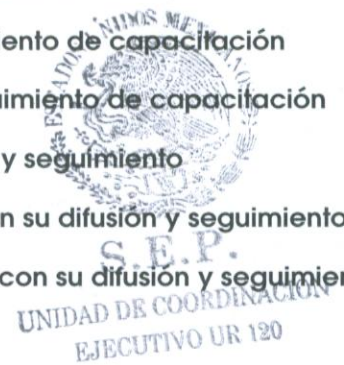 ento de capacitación
imiento de capacitación
y seguimiento
n su difusión y seguimiento
con su difusión y seguimien
S.E.P.
UNIDAD DE COORDINACION
EJECUTIVO UR 120